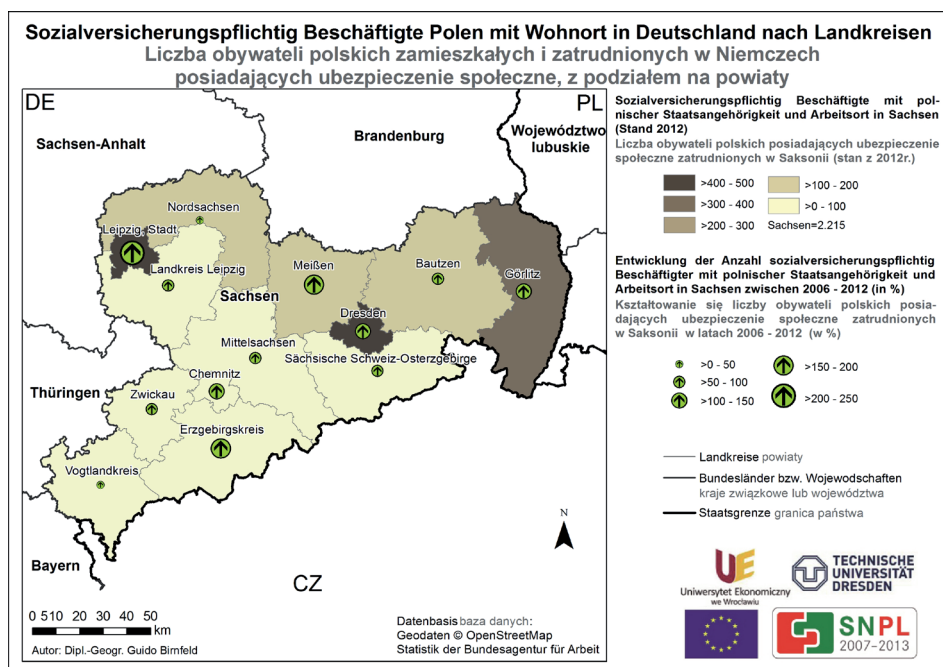 Sozialversicherungspflichtig Beschäftigte Polen mit Wohnort in Deutschland nach Landkreisen
Liczba obywateli polskich zamieszkałych i zatrudnionych w Niemczech
posiadających ubezpieczenie społeczne, z podziałem na powiaty
DE
PL
Sachsen-Anhalt
Brandenburg
Województwo
lubuskie
Nordsachsen
Leipzig, Stadt
Landkreis Leipzig
Sachsen
Meißen
Bautzen
Görlitz
Dresden
Mittelsachsen
Sächsische Schweiz-Osterzgebirge
Thüringen
Chemnitz
Zwickau
Erzgebirgskreis
Vogtlandkreis
Bayern
CZ
N
0 510 20 30 40 50
km
Autor: Dipl.-Geogr. Guido Birnfeld
Datenbasis baza danych:
Geodaten © OpenStreetMap
Statistik der Bundesagentur für Arbeit
Sozialversicherungspflichtig Beschäftigte mit pol-
nischer Staatsangehörigkeit und Arbeitsort in Sachsen
(Stand 2012)
Liczba obywateli polskich posiadających ubezpieczenie
społeczne zatrudnionych w Saksonii (stan z 2012r.)
>400 - 500
>100 - 200
>300 - 400
>0 - 100
>200 - 300
Sachsen=2.215
Entwicklung der Anzahl sozialversicherungspflichtig
Beschäftigter mit polnischer Staatsangehörigkeit und
Arbeitsort in Sachsen zwischen 2006 - 2012 (in %)
Kształtowanie się liczby obywateli polskich posia-
dających ubezpieczenie społeczne zatrudnionych
w Saksonii w latach 2006 - 2012 (w %)
>0 - 50
>150 - 200
>50 - 100
>100 - 150
>200 - 250
Landkreise powiaty
Bundesländer bzw. Wojewodschaften
kraje związkowe lub województwa
Staatsgrenze granica państwa
UE
Uniwersytet Ekonomiczny
we Wrocławiu
TECHNISCHE
UNIVERSITÄT
DRESDEN
SNPL
2007-2013